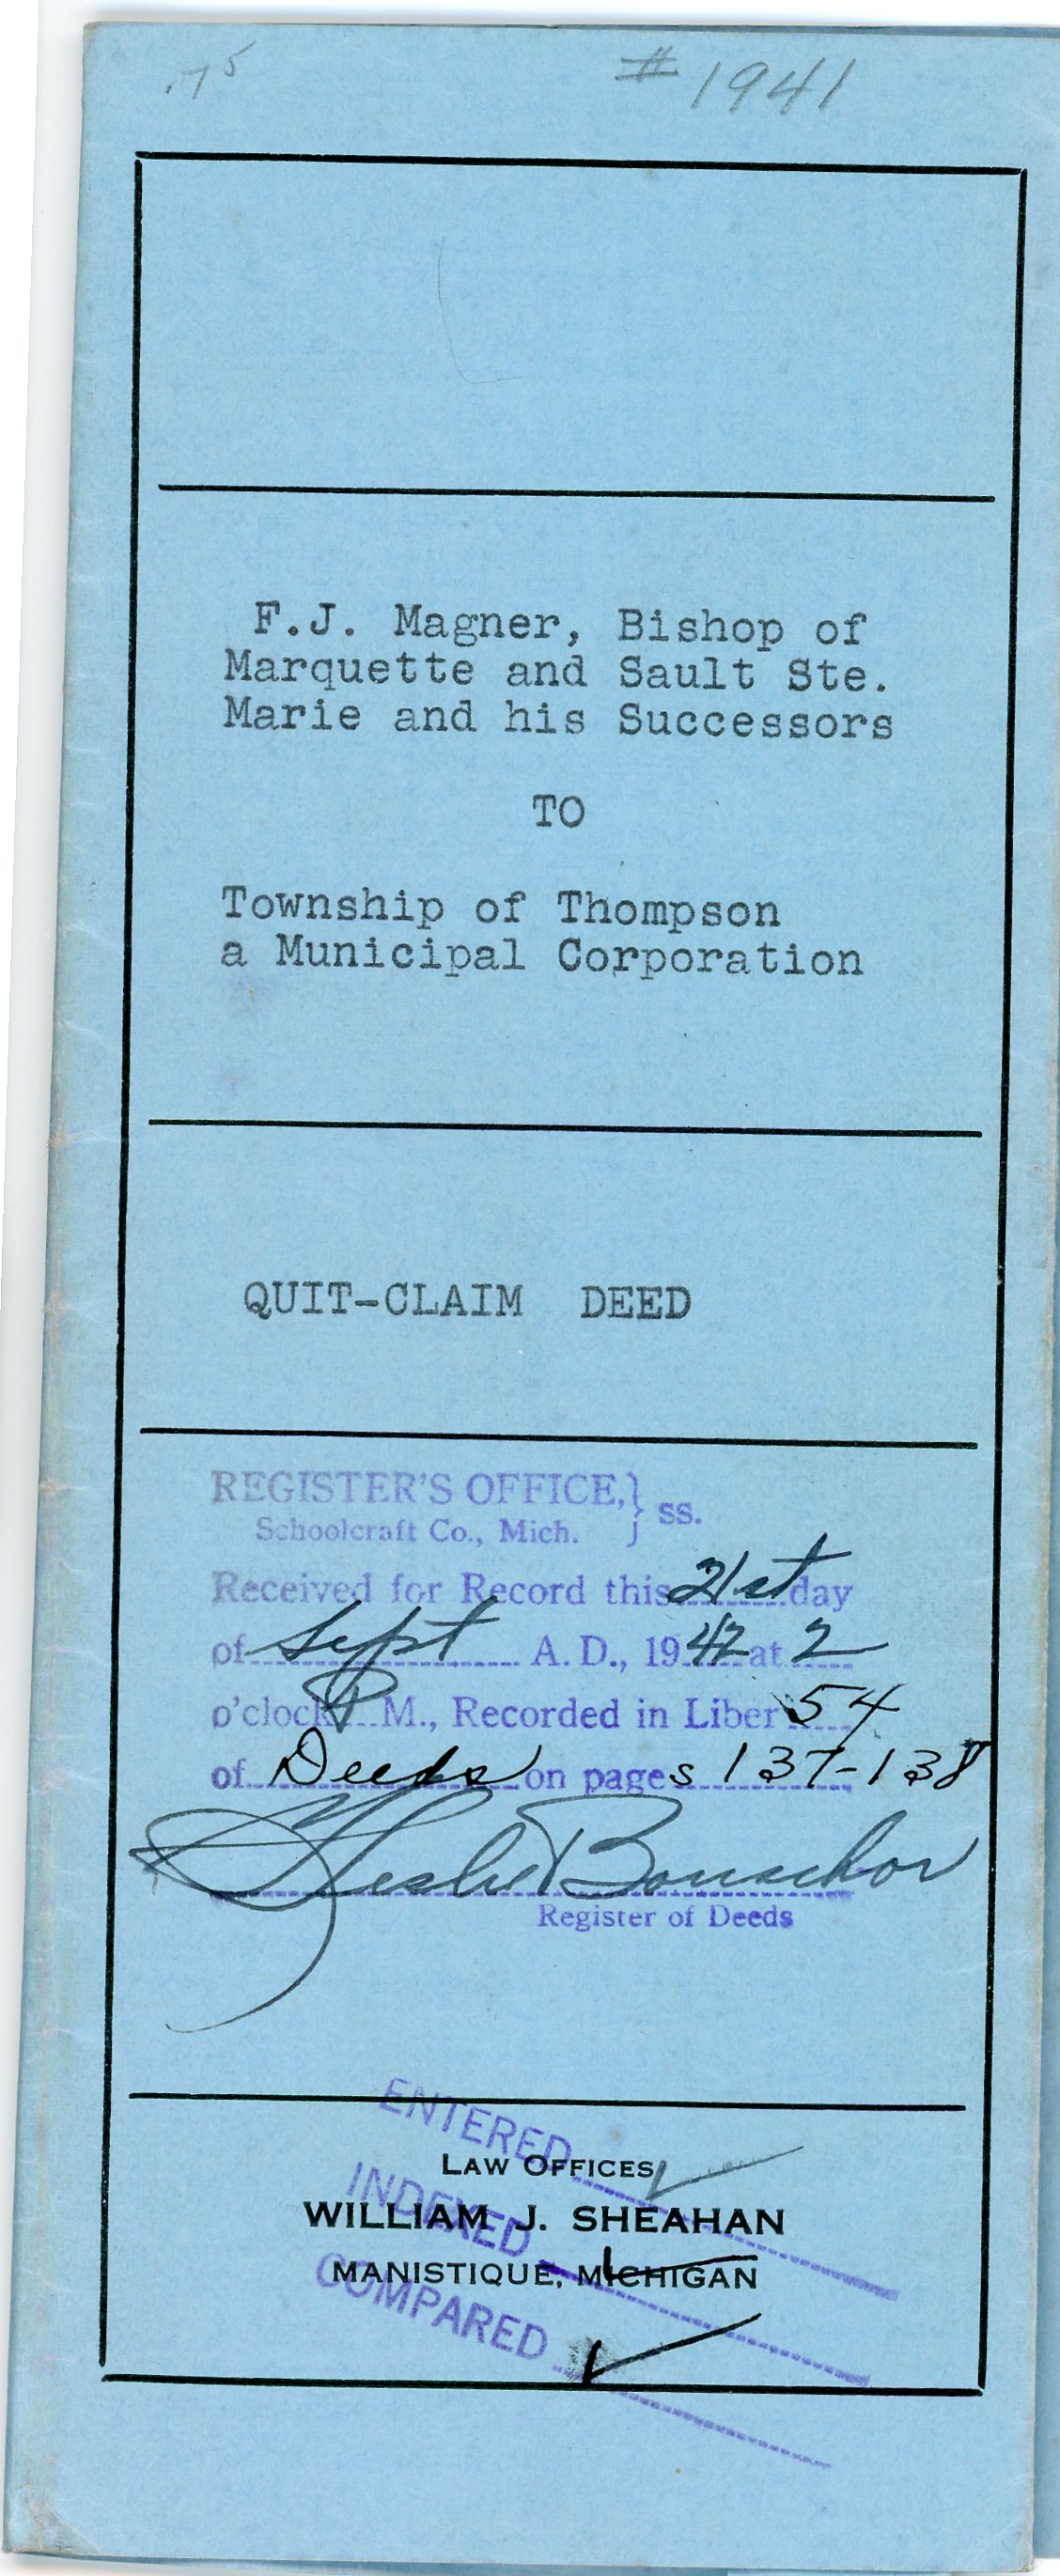 .75
# 1941
F.J. Magner, Bishop of
Marquette and Sault Ste.
Marie and his Successors
TO
Township of Thompson
a Municipal Corporation
QUIT-CLAIM DEED
REGISTER'S OFFICE,} ss.
Schoolcraft Co., Mich.
Received for Record this 21st day
of Sept A.D., 1942 at 2
o'clock P M., Recorded in Liber 54
of Deeds on pages 137-138
Leslie Bouschor
Register of Deeds
ENTERED
LAW OFFICES
INDEXED
WILLIAM J. SHEAHAN
MANISTIQUE, MICHIGAN
COMPARED